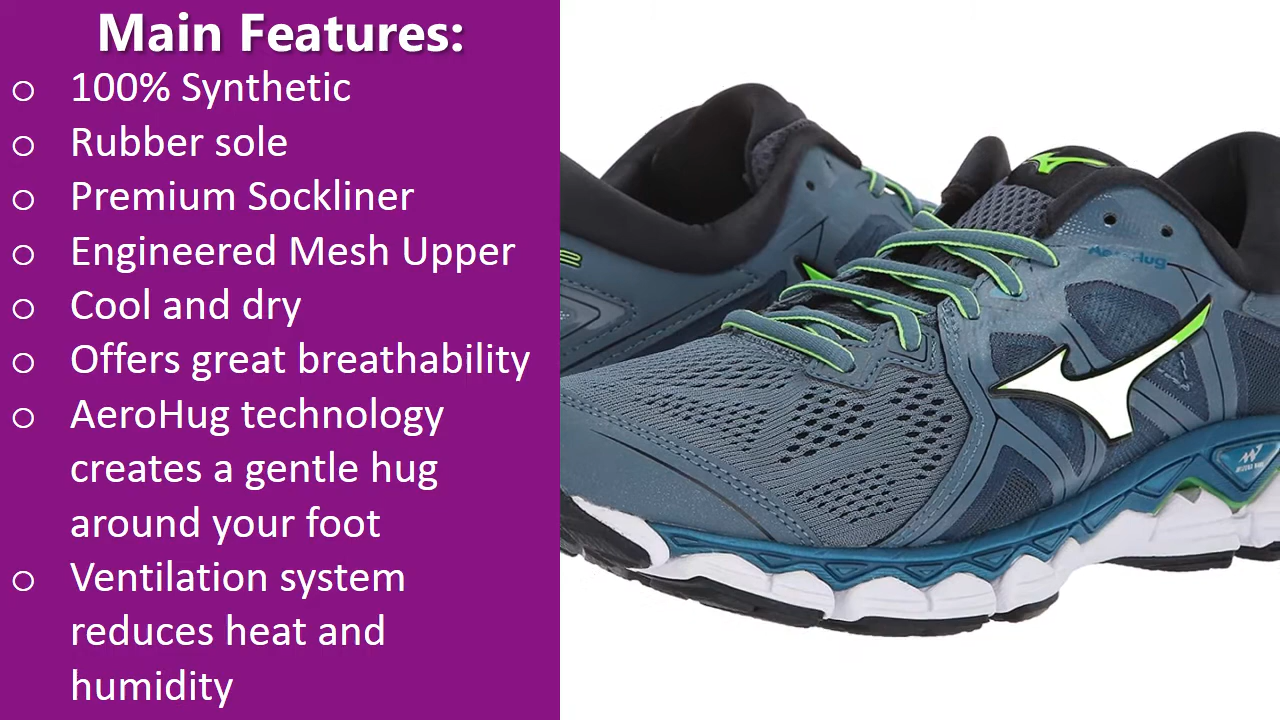 Main Features:
100% Synthetic
Rubber sole
Premium Sockliner
Engineered Mesh Upper
Cool and dry
Offers great breathability
AeroHug technology
creates a gentle hug
around your foot
Ventilation system
reduces heat and
humidity
AeroHug